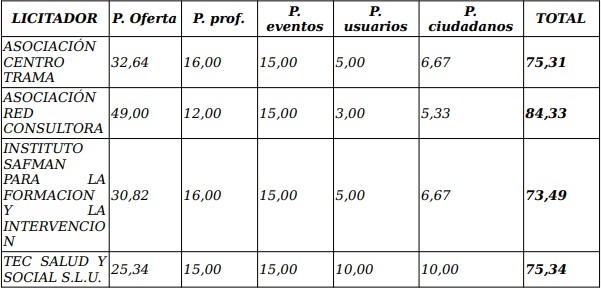 LICITADOR P. Oferta P. prof. P. eventos P. usuarios P. ciudadanos TOTAL
ASOCIACIÓN CENTRO TRAMA 32,64 16,00 15,00 5,00 6,67 75,31
ASOCIACIÓN RED CONSULTORA 49,00 12,00 15,00 3,00 5,33 84,33
INSTITUTO SAFMAN PARA LA FORMACION Y LA INTERVENCION 30,82 16,00 15,00 5,00 6,67 73,49
TEC SALUD Y SOCIAL S.L.U. 25,34 15,00 15,00 10,00 10,00 75,34